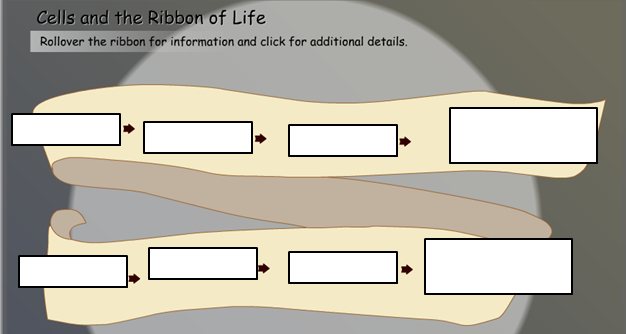 Cells and the Ribbon of Life
Rollover the ribbon for information and click for additional details.